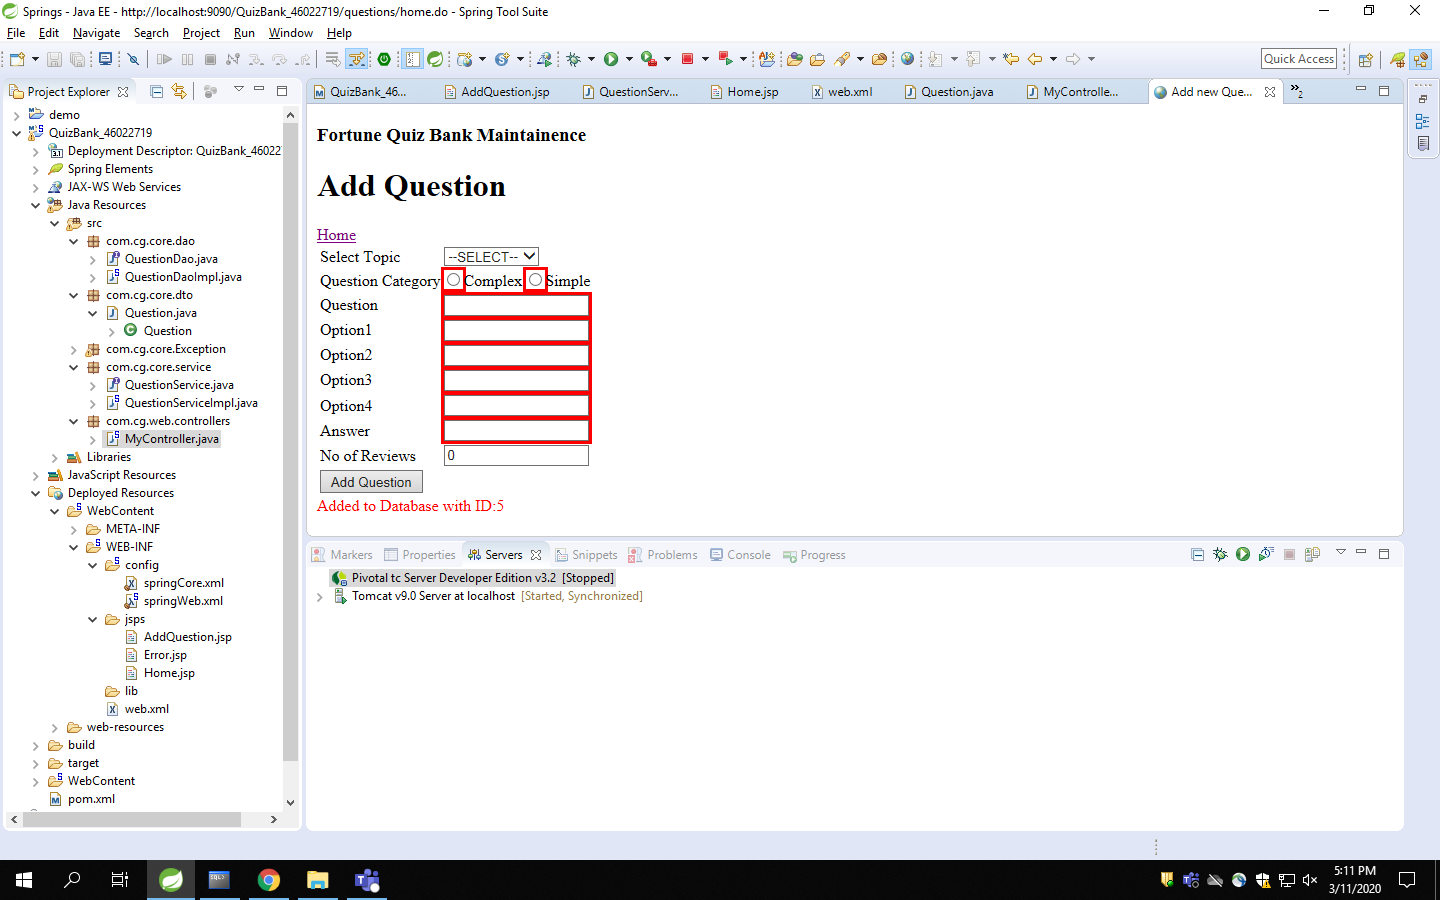 Springs - Java EE - http://localhost:9090/QuizBank_46022719/questions/home.do - Spring Tool Suite
File Edit Navigate Search Project Run Window Help
Quick Access
Project Explorer
demo
QuizBank_46022719
Deployment Descriptor: QuizBank_46022
Spring Elements
JAX-WS Web Services
Java Resources
src
com.cg.core.dao
QuestionDao.java
QuestionDaoImpl.java
com.cg.core.dto
Question.java
Question
com.cg.core.Exception
com.cg.core.service
QuestionService.java
QuestionServiceImpl.java
com.cg.web.controllers
MyController.java
Libraries
JavaScript Resources
Deployed Resources
WebContent
META-INF
WEB-INF
config
springCore.xml
springWeb.xml
jsps
AddQuestion.jsp
Error.jsp
Home.jsp
lib
web.xml
web-resources
build
target
WebContent
pom.xml
QuizBank_46... AddQuestion.jsp QuestionServ... Home.jsp web.xml Question.java MyControlle... Add new Que... »2
Fortune Quiz Bank Maintainence
Add Question
Home
Select Topic --SELECT--
Question Category Complex Simple
Question
Option1
Option2
Option3
Option4
Answer
No of Reviews 0
Add Question
Added to Database with ID:5
Markers Properties Servers Snippets Problems Console Progress
Pivotal tc Server Developer Edition v3.2 [Stopped]
Tomcat v9.0 Server at localhost [Started, Synchronized]
5:11 PM
3/11/2020